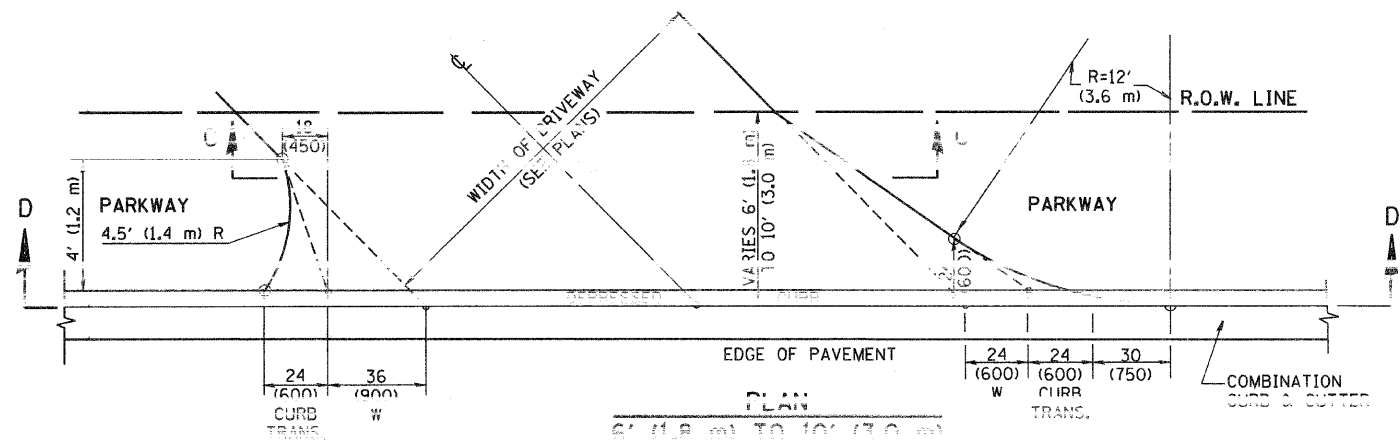 ℄
R=12'
(3.6 m)
R.O.W. LINE
18
(450)
C
C
WIDTH OF DRIVEWAY
(SEE PLANS)
VARIES 6' (1.8 m)
TO 10' (3.0 m)
4' (1.2 m)
PARKWAY
4.5' (1.4 m) R
PARKWAY
D
D
(600)
DEPRESSED CURB
EDGE OF PAVEMENT
24
(600)
CURB
TRANS.
36
(900)
W
24
(600)
W
24
(600)
CURB
TRANS.
30
(750)
COMBINATION
CURB & GUTTER
PLAN
6' (1.8 m) TO 10' (3.0 m)